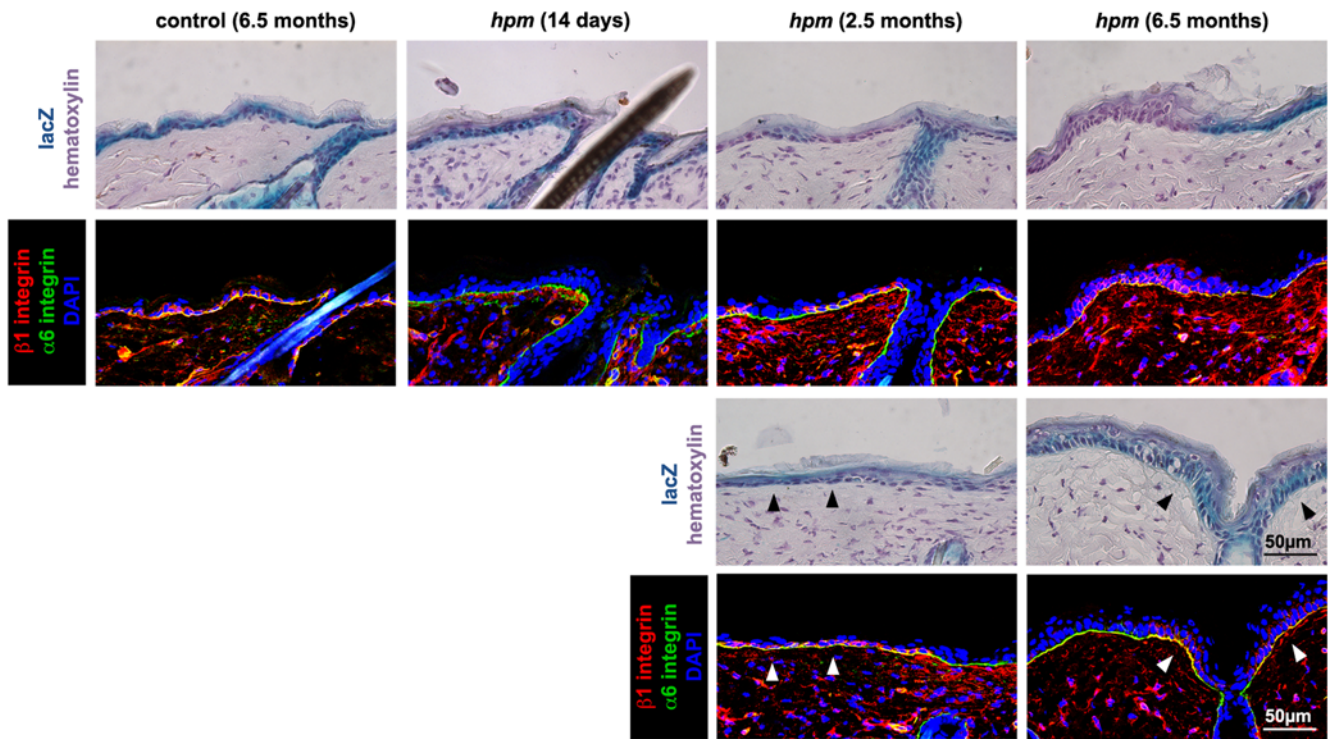 control (6.5 months)
hpm (14 days)
hpm (2.5 months)
hpm (6.5 months)
lacZ
hematoxylin
β1 integrin
α6 integrin
DAPI
lacZ
hematoxylin
50µm
β1 integrin
α6 integrin
DAPI
50µm